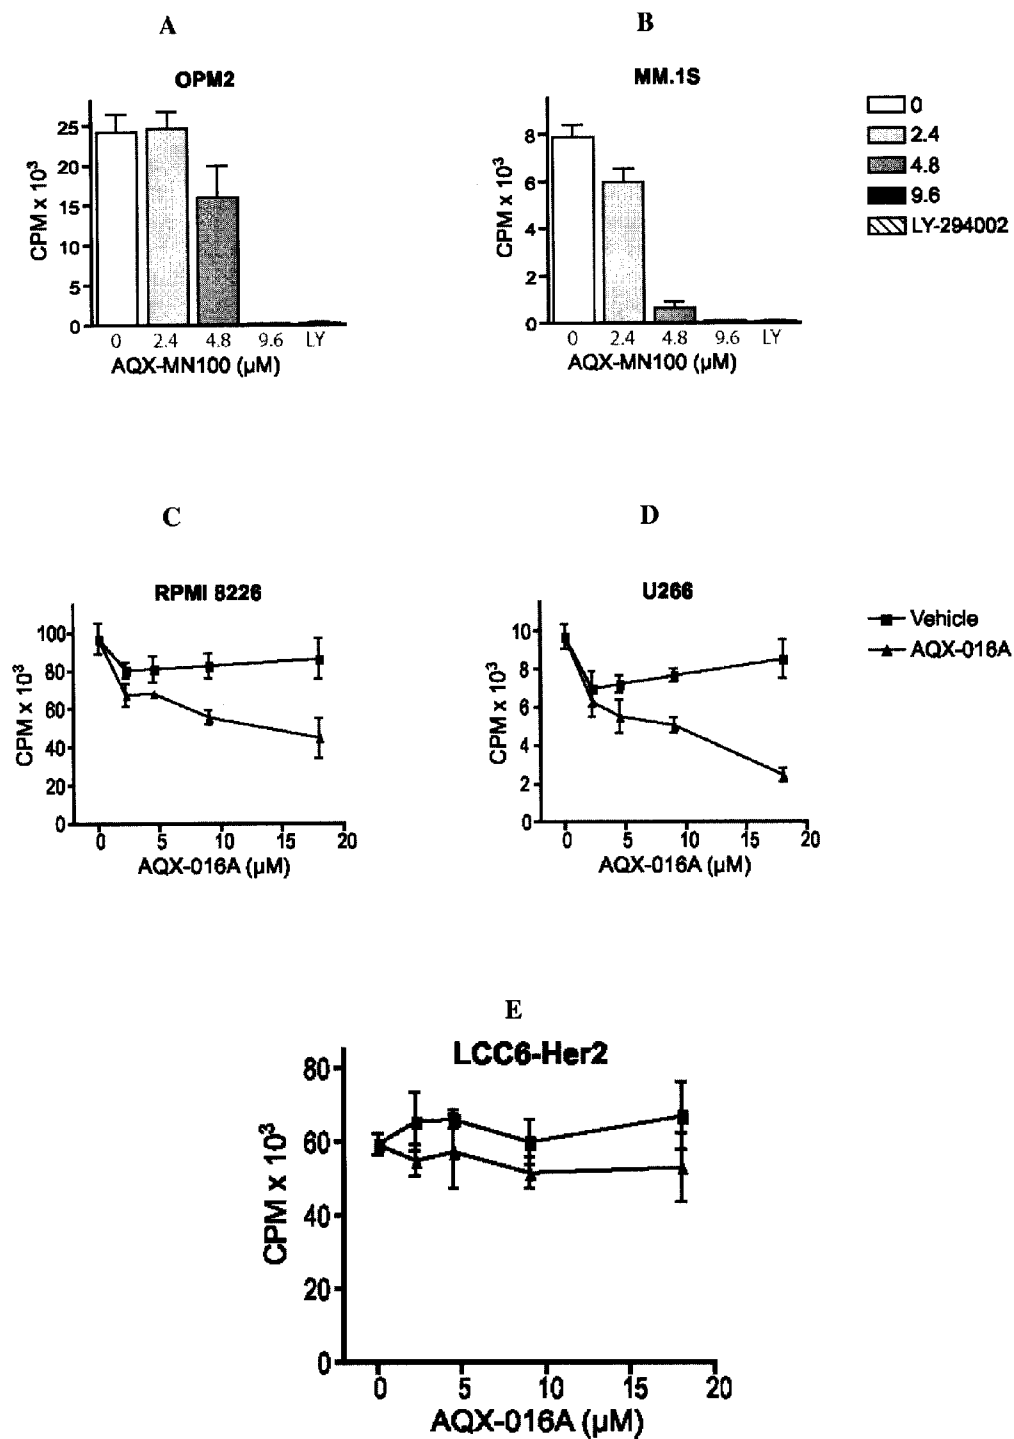 A
OPM2
CPM x 10³
25
20
15
10
5
0
0 2.4 4.8 9.6 LY
AQX-MN100 (µM)
B
MM.1S
CPM x 10³
8
6
4
2
0
0 2.4 4.8 9.6 LY
AQX-MN100 (µM)
0
2.4
4.8
9.6
LY-294002
C
RPMI 8226
CPM x 10³
100
80
60
40
20
0
0 5 10 15 20
AQX-016A (µM)
D
U266
CPM x 10³
10
8
6
4
2
0
0 5 10 15 20
AQX-016A (µM)
Vehicle
AQX-016A
E
LCC6-Her2
CPM x 10³
80
60
40
20
0
0 5 10 15 20
AQX-016A (µM)